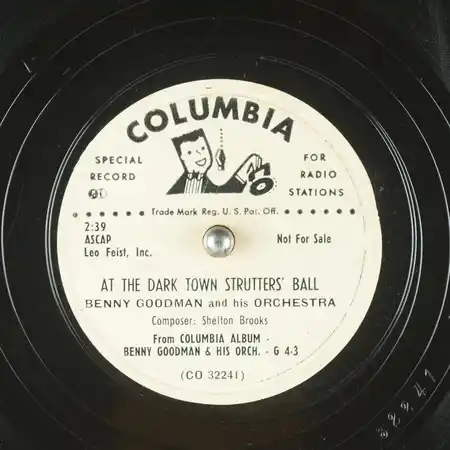 COLUMBIA
SPECIAL RECORD
FOR RADIO STATIONS
Trade Mark Reg. U. S. Pat. Off.
2:39
ASCAP
Leo Feist, Inc.
Not For Sale
AT THE DARK TOWN STRUTTERS' BALL
BENNY GOODMAN and his ORCHESTRA
Composer: Shelton Brooks
From COLUMBIA ALBUM -
BENNY GOODMAN & HIS ORCH. - G 4-3
(CO 32241)